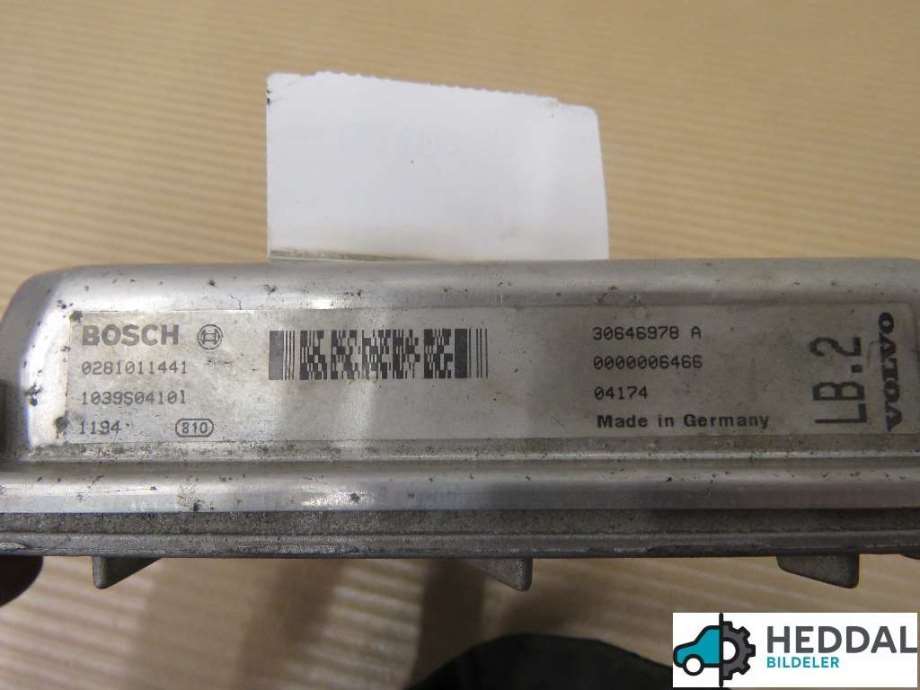 BOSCH
0281011441
1039S04101
1194
810
30646978 A
0000006466
04174
Made in Germany
LB.2
VOLVO
HEDDAL
BILDELER